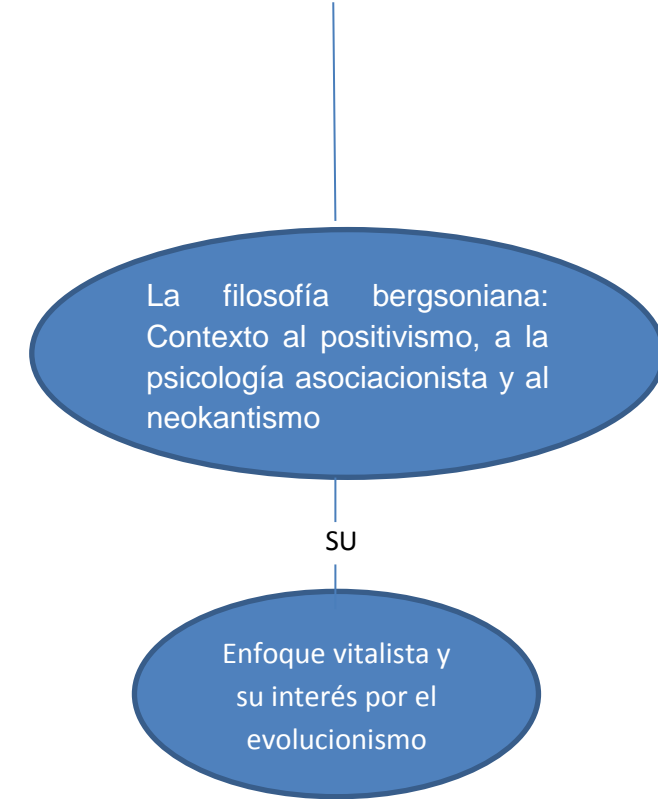 La filosofía bergsoniana:
Contexto al positivismo, a la
psicología asociacionista y al
neokantismo
SU
Enfoque vitalista y
su interés por el
evolucionismo